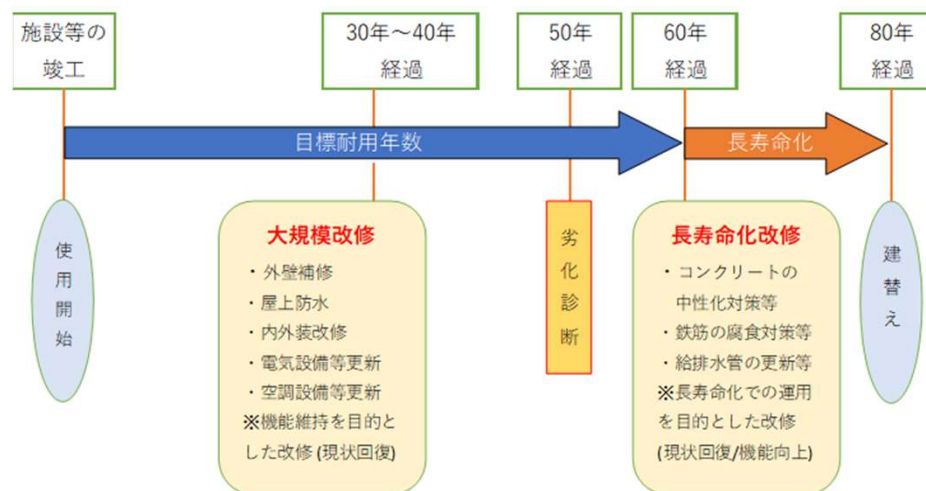 施設等の
竣工
30年～40年
経過
50年
経過
60年
経過
80年
経過
目標耐用年数
長寿命化
使用開始
大規模改修
・外壁補修
・屋上防水
・内外装改修
・電気設備等更新
・空調設備等更新
※機能維持を目的と
した改修(現状回復)
劣化診断
長寿命化改修
・コンクリートの
中性化対策等
・鉄筋の腐食対策等
・給排水管の更新等
※長寿命化での運用
を目的とした改修
(現状回復/機能向上)
建替え